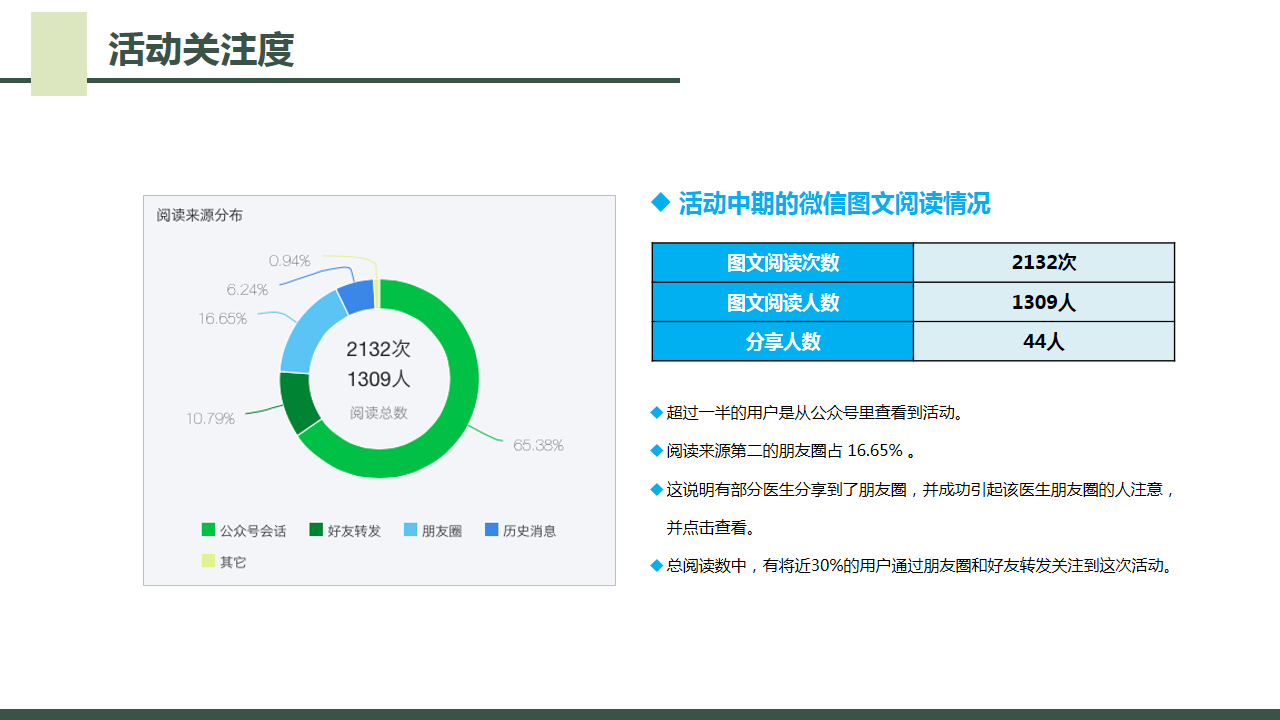 活动关注度
阅读来源分布
0.94%
6.24%
16.65%
10.79%
65.38%
2132次
1309人
阅读总数
公众号会话
好友转发
朋友圈
历史消息
其它
活动中期的微信图文阅读情况
图文阅读次数 2132次
图文阅读人数 1309人
分享人数 44人
超过一半的用户是从公众号里查看到活动。
阅读来源第二的朋友圈占 16.65% 。
这说明有部分医生分享到了朋友圈，并成功引起该医生朋友圈的人注意，
并点击查看。
总阅读数中，有将近30%的用户通过朋友圈和好友转发关注到这次活动。